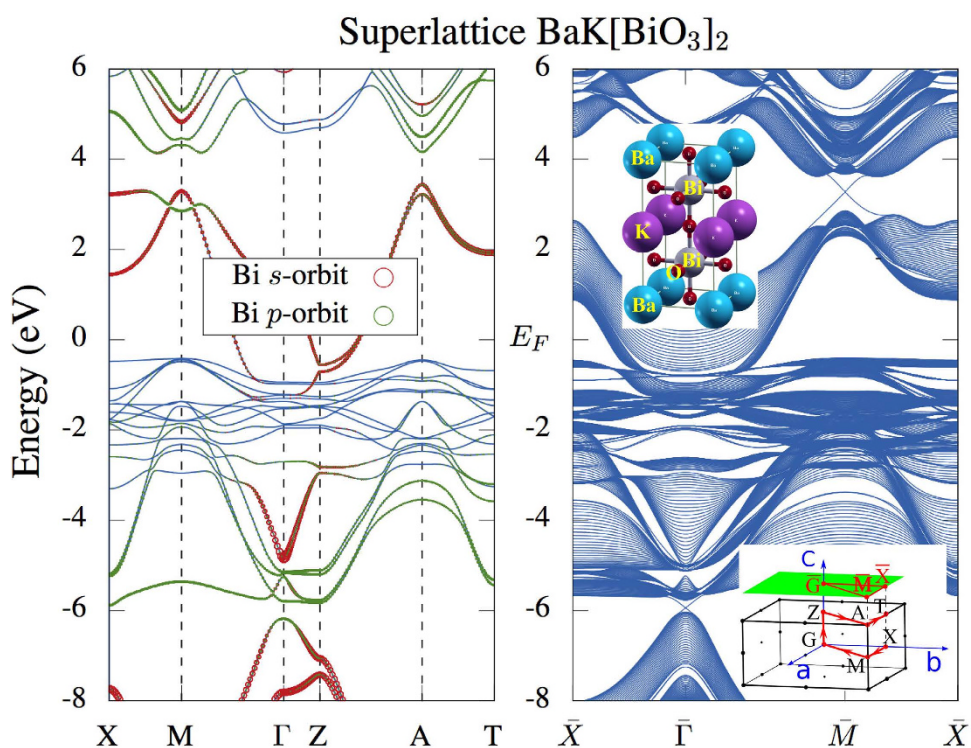 Superlattice BaK[BiO₃]₂
Energy (eV)
6
4
2
0
-2
-4
-6
-8
Bi s-orbit
Bi p-orbit
X M Γ Z A T
6
4
2
E_F
-2
-4
-6
-8
Ba
Bi
K
Bi
O
Ba
c
G̅ M̅ X̅
Z A T
G X
M
a b
X̄ Γ̄ M̄ X̄